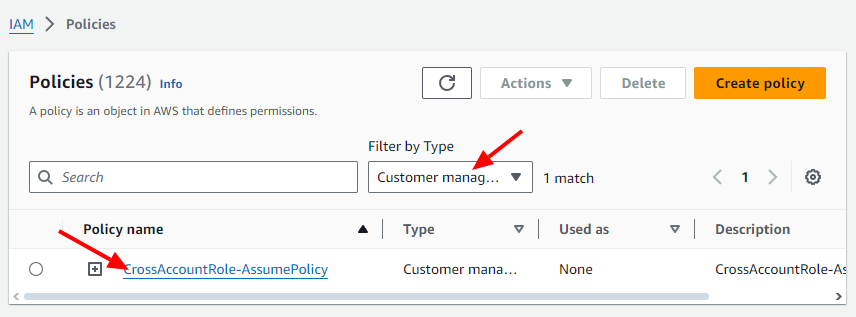 IAM > Policies
Policies (1224) Info
Actions Delete Create policy
A policy is an object in AWS that defines permissions.
Filter by Type
Search Customer manag... 1 match 1
Policy name Type Used as Description
CrossAccountRole-AssumePolicy Customer mana... None CrossAccountRole-As